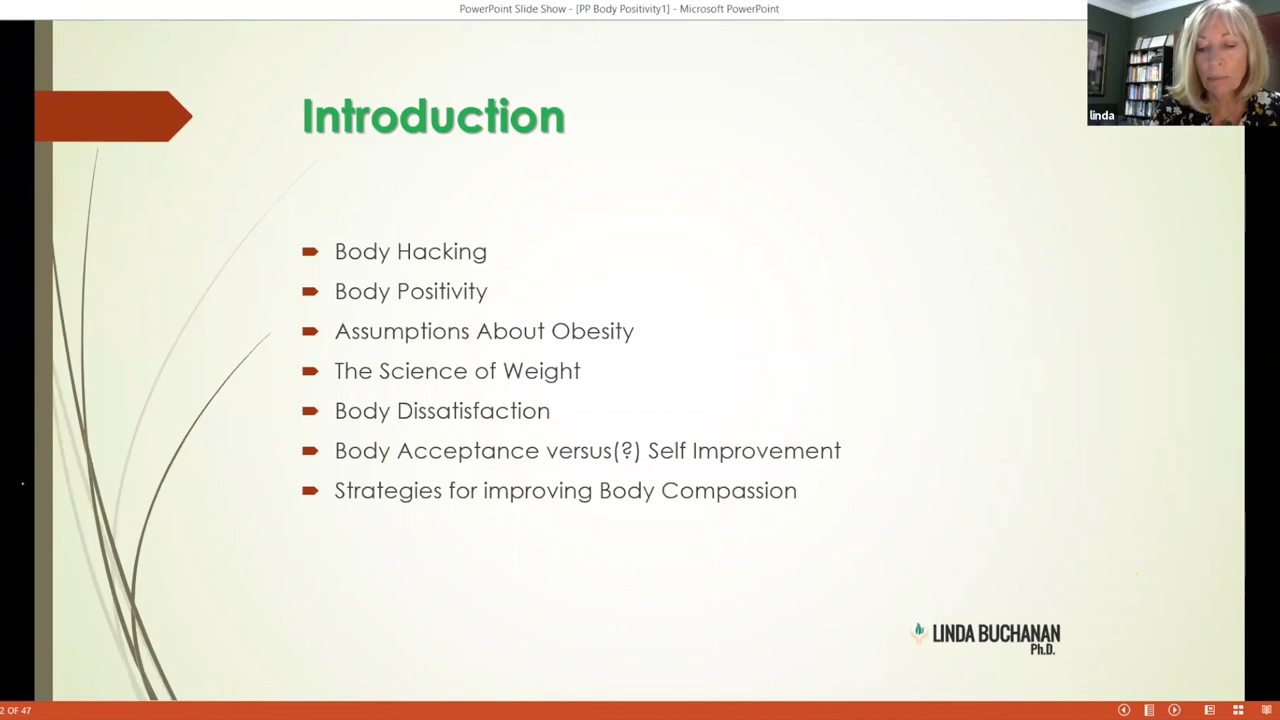 PowerPoint Slide Show - [PP Body Positivity1] - Microsoft PowerPoint
linda
Introduction
Body Hacking
Body Positivity
Assumptions About Obesity
The Science of Weight
Body Dissatisfaction
Body Acceptance versus(?) Self Improvement
Strategies for improving Body Compassion
LINDA BUCHANAN
Ph.D.
2 OF 47